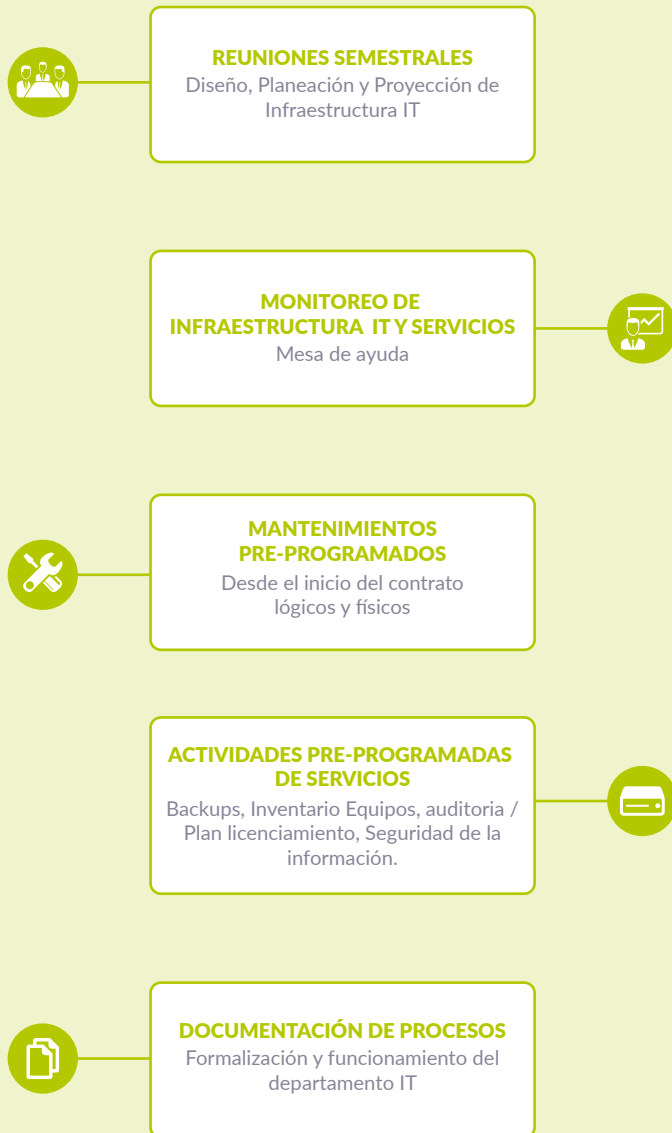 REUNIONES SEMESTRALES
Diseño, Planeación y Proyección de
Infraestructura IT
MONITOREO DE
INFRAESTRUCTURA IT Y SERVICIOS
Mesa de ayuda
MANTENIMIENTOS
PRE-PROGRAMADOS
Desde el inicio del contrato
lógicos y físicos
ACTIVIDADES PRE-PROGRAMADAS
DE SERVICIOS
Backups, Inventario Equipos, auditoria /
Plan licenciamiento, Seguridad de la
información.
DOCUMENTACIÓN DE PROCESOS
Formalización y funcionamiento del
departamento IT